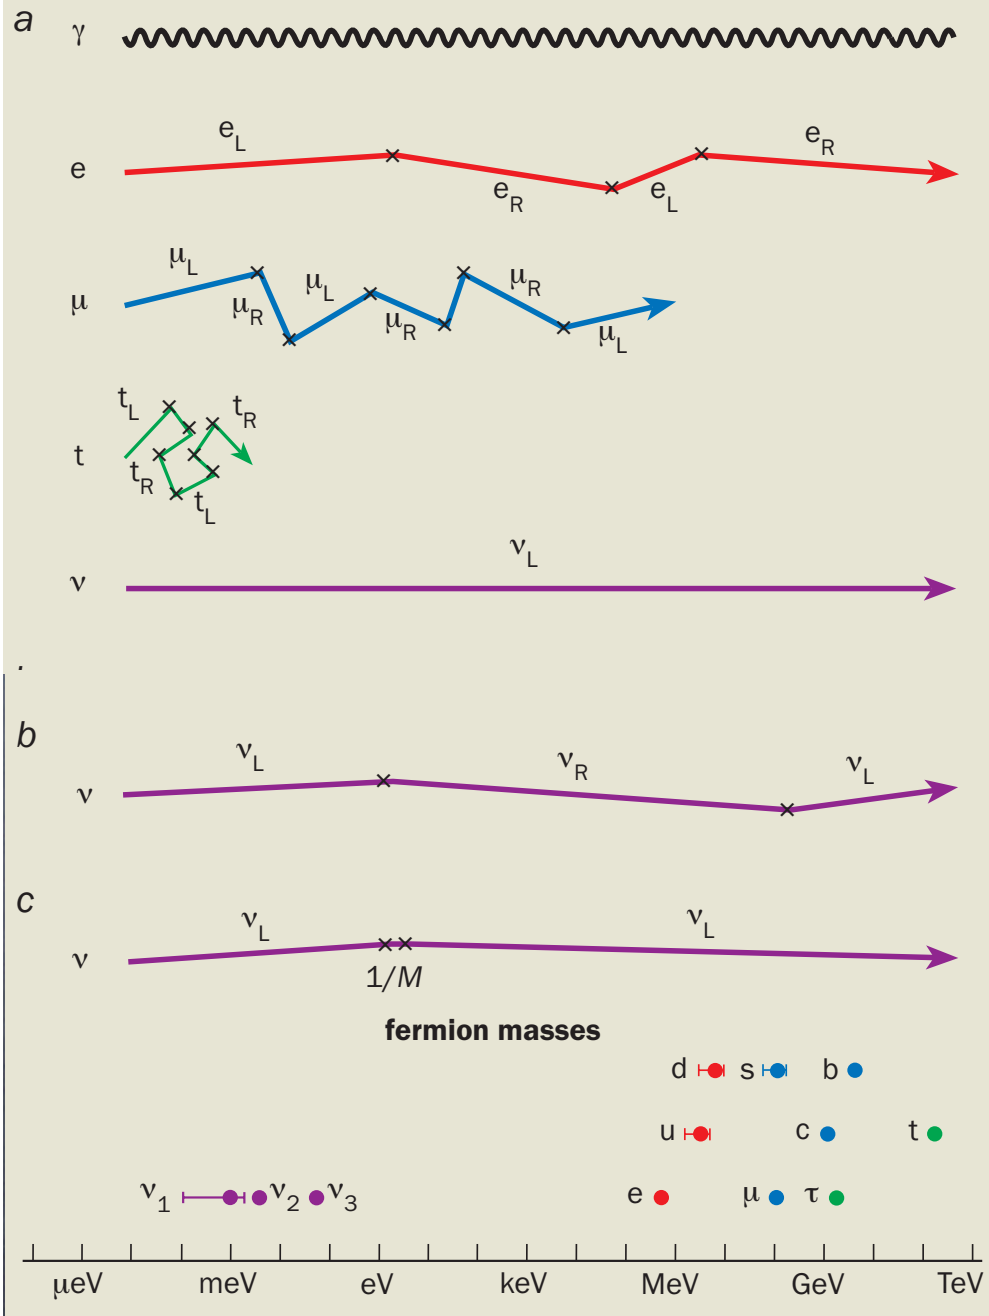 a γ
e e_L e_R e_L e_R
μ μ_L μ_R μ_L μ_R μ_R μ_L
t t_L t_R t_R t_L
ν ν_L
.
b
ν ν_L ν_R ν_L
c
ν ν_L ν_L
1/M
fermion masses
d s b
u c t
ν_1 ν_2 ν_3 e μ τ
μeV meV eV keV MeV GeV TeV